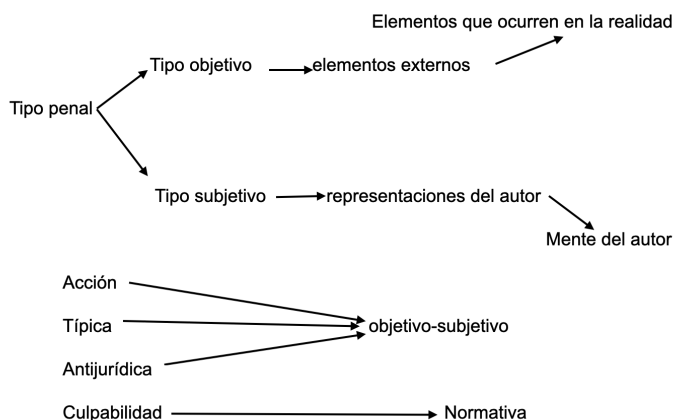 Elementos que ocurren en la realidad
Tipo objetivo elementos externos
Tipo penal
Tipo subjetivo representaciones del autor
Mente del autor
Acción
Típica objetivo-subjetivo
Antijurídica
Culpabilidad Normativa